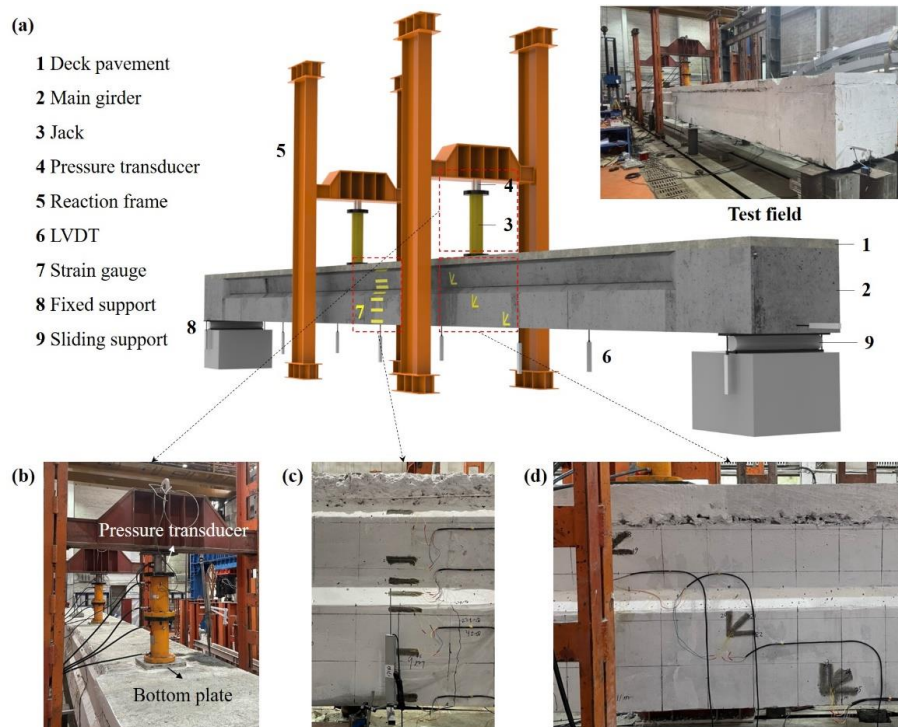 (a)
1 Deck pavement
2 Main girder
3 Jack
4 Pressure transducer
5 Reaction frame
6 LVDT
7 Strain gauge
8 Fixed support
9 Sliding support
5
4
3
7
8
6
Test field
1
2
9
(b)
Pressure transducer
Bottom plate
(c)
(d)